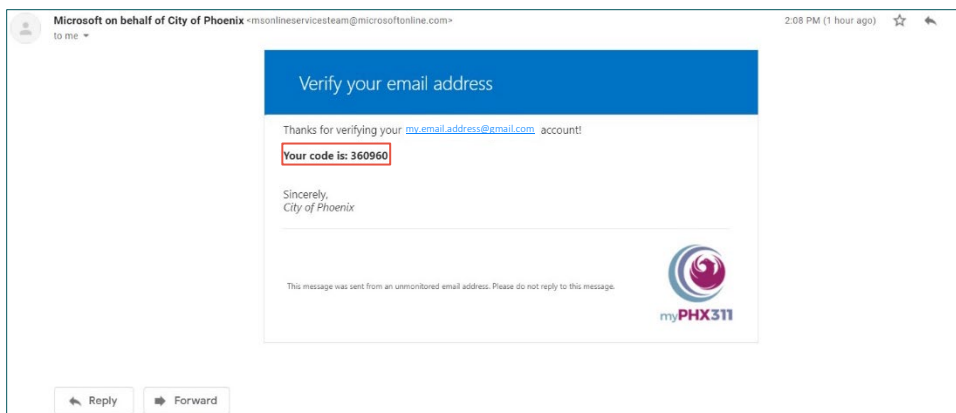 Microsoft on behalf of City of Phoenix <msonlineservicesteam@microsoftonline.com>
2:08 PM (1 hour ago)
to me
Verify your email address
Thanks for verifying your my.email.address@gmail.com account!
Your code is: 360960
Sincerely,
City of Phoenix
This message was sent from an unmonitored email address. Please do not reply to this message.
myPHX311
Reply
Forward